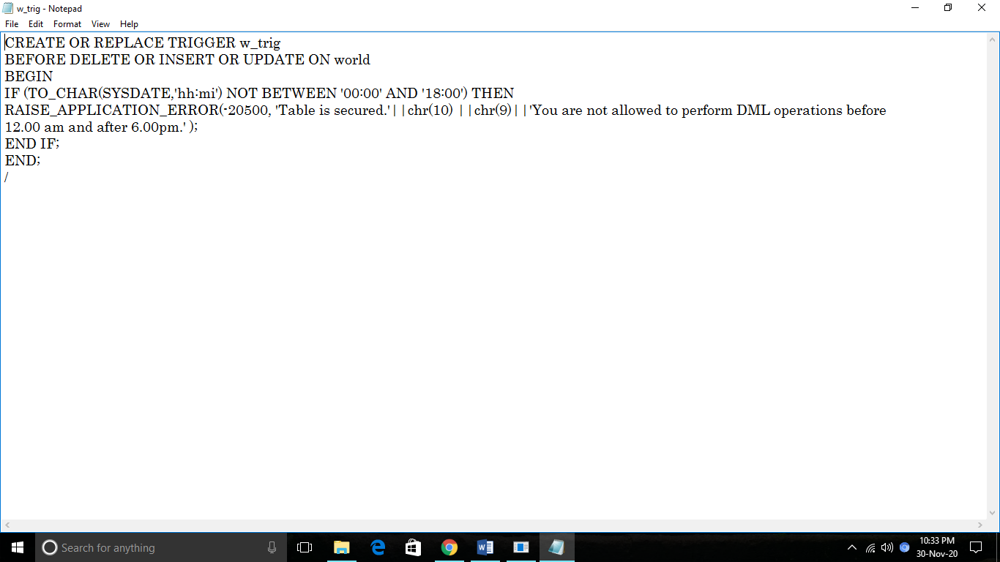 w_trig - Notepad
File Edit Format View Help
CREATE OR REPLACE TRIGGER w_trig
BEFORE DELETE OR INSERT OR UPDATE ON world
BEGIN
IF (TO_CHAR(SYSDATE,'hh:mi') NOT BETWEEN '00:00' AND '18:00') THEN
RAISE_APPLICATION_ERROR(-20500, 'Table is secured.'||chr(10) ||chr(9)||'You are not allowed to perform DML operations before
12.00 am and after 6.00pm.' );
END IF;
END;
/
Search for anything
10:33 PM
30-Nov-20